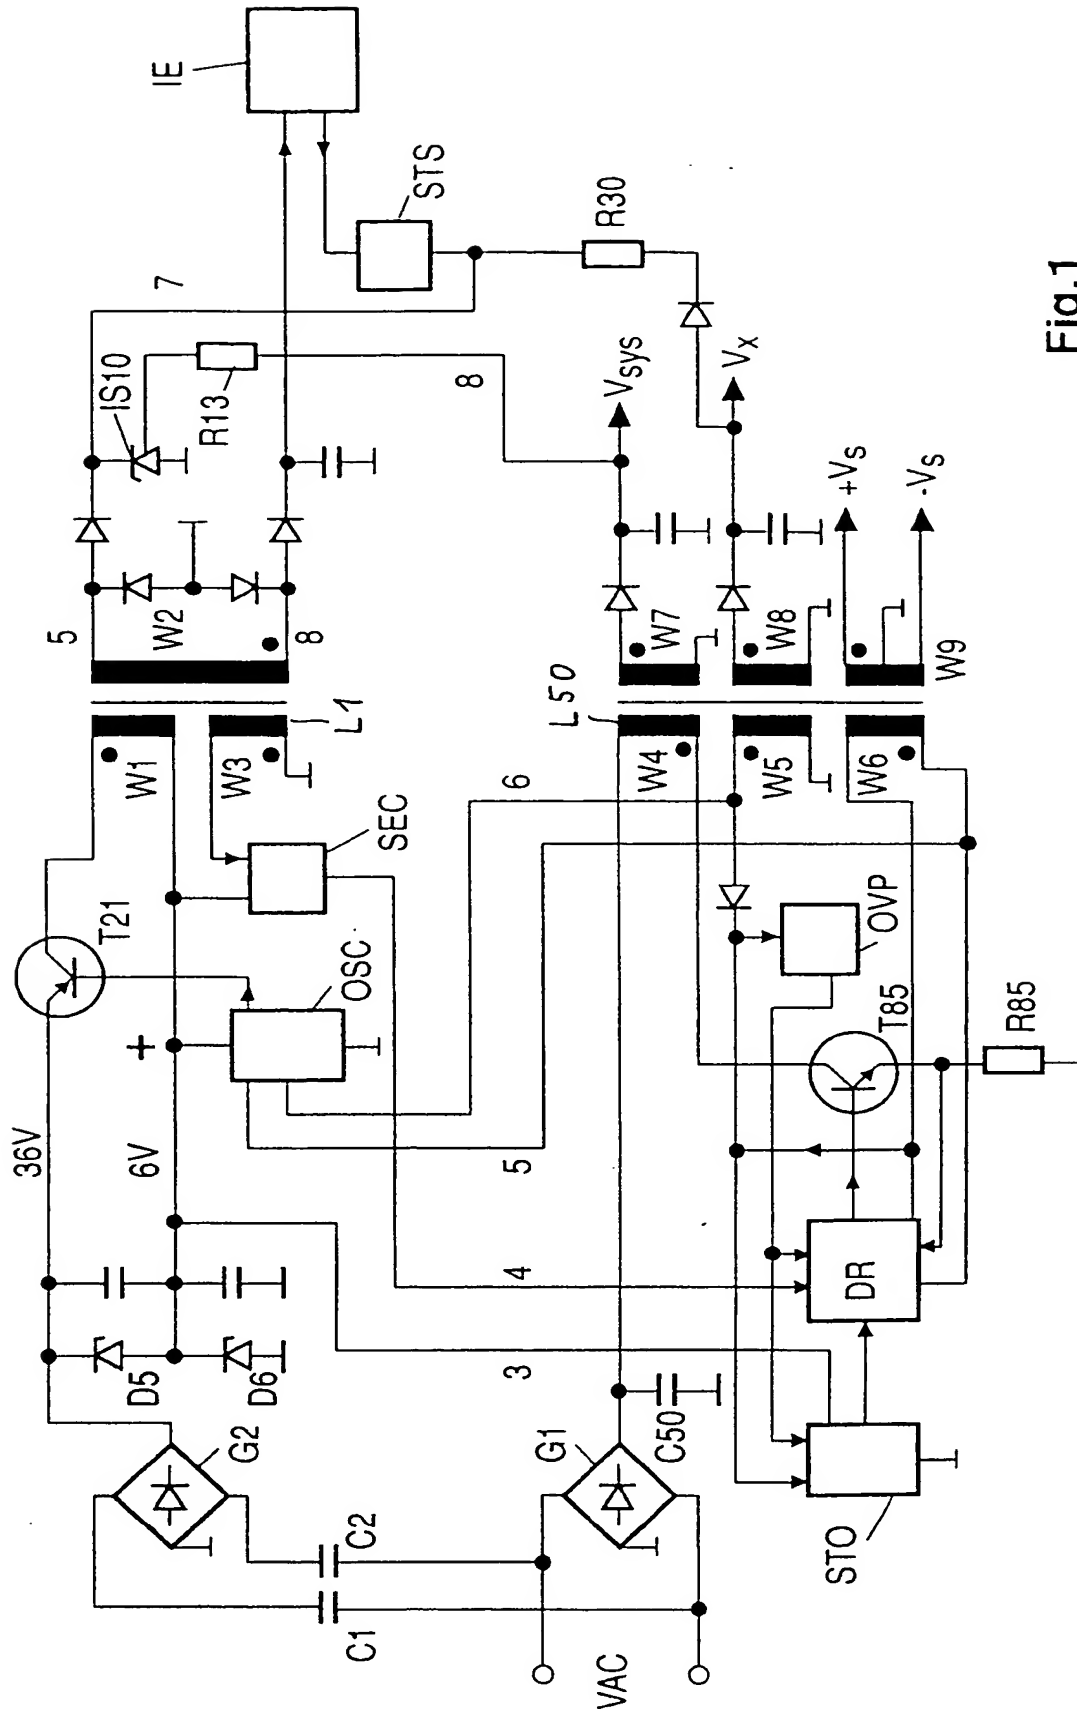 IE
7
STS
IS10
R13
8
R30
Vsys
Vx
+Vs
-Vs
5
W2
8
W7
W8
W9
L1
L50
W1
W3
W4
W5
W6
6
SEC
T21
OSC
+
OVP
T85
R85
36V
6V
5
4
3
DR
D5
D6
G2
G1
C50
C2
C1
STO
VAC
Fig.1